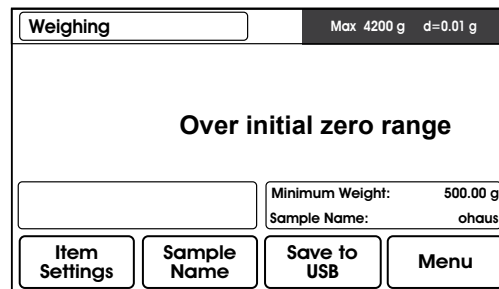 Weighing
Max 4200 g d=0.01 g
Over initial zero range
Minimum Weight: 500.00 g
Sample Name: ohaus
Item Settings
Sample Name
Save to USB
Menu